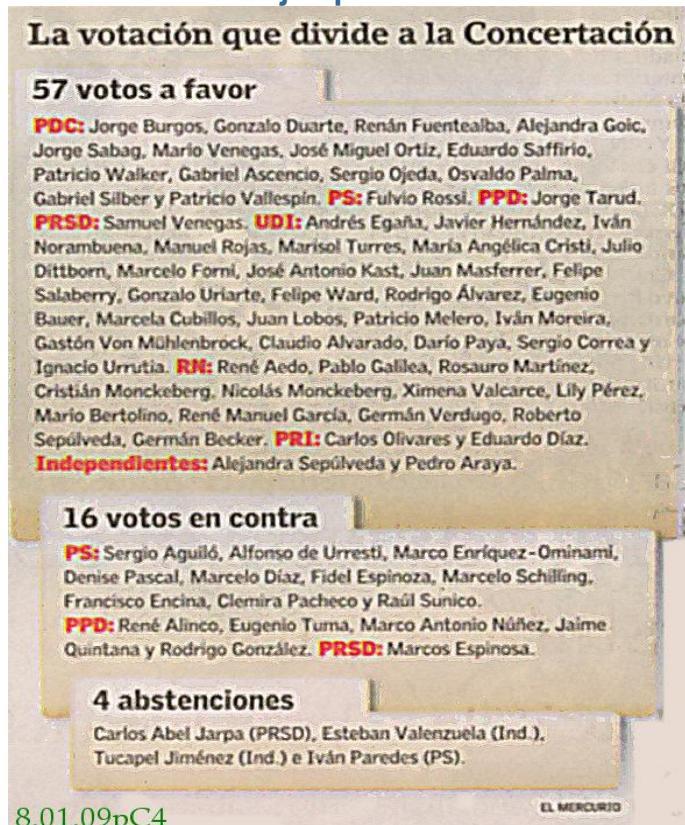 La votación que divide a la Concertación
57 votos a favor
PDC: Jorge Burgos, Gonzalo Duarte, Renán Fuentealba, Alejandra Goic,
Jorge Sabag, Mario Venegas, José Miguel Ortiz, Eduardo Saffirio,
Patricio Walker, Gabriel Ascencio, Sergio Ojeda, Osvaldo Palma,
Gabriel Silber y Patricio Vallespín. PS: Fulvio Rossi. PPD: Jorge Tarud.
PRSD: Samuel Venegas. UDI: Andrés Egaña, Javier Hernández, Iván
Norambuena, Manuel Rojas, Marisol Turres, María Angélica Cristi, Julio
Dittborn, Marcelo Forni, José Antonio Kast, Juan Masferrer, Felipe
Salaberry, Gonzalo Uriarte, Felipe Ward, Rodrigo Álvarez, Eugenio
Bauer, Marcela Cubillos, Juan Lobos, Patricio Melero, Iván Moreira,
Gastón Von Mühlenbrock, Claudio Alvarado, Darío Paya, Sergio Correa y
Ignacio Urrutia. RN: René Aedo, Pablo Galilea, Rosauro Martínez,
Cristián Monckeberg, Nicolás Monckeberg, Ximena Valcarce, Lily Pérez,
Mario Bertolino, René Manuel García, Germán Verdugo, Roberto
Sepúlveda, Germán Becker. PRI: Carlos Olivares y Eduardo Díaz.
Independientes: Alejandra Sepúlveda y Pedro Araya.
16 votos en contra
PS: Sergio Aguiló, Alfonso de Urresti, Marco Enríquez-Ominami,
Denise Pascal, Marcelo Díaz, Fidel Espinoza, Marcelo Schilling,
Francisco Encina, Clemira Pacheco y Raúl Sunico.
PPD: René Alinco, Eugenio Tuma, Marco Antonio Núñez, Jaime
Quintana y Rodrigo González. PRSD: Marcos Espinosa.
4 abstenciones
Carlos Abel Jarpa (PRSD), Esteban Valenzuela (Ind.),
Tucapel Jiménez (Ind.) e Iván Paredes (PS).
EL MERCURIO
8.01.09pC4